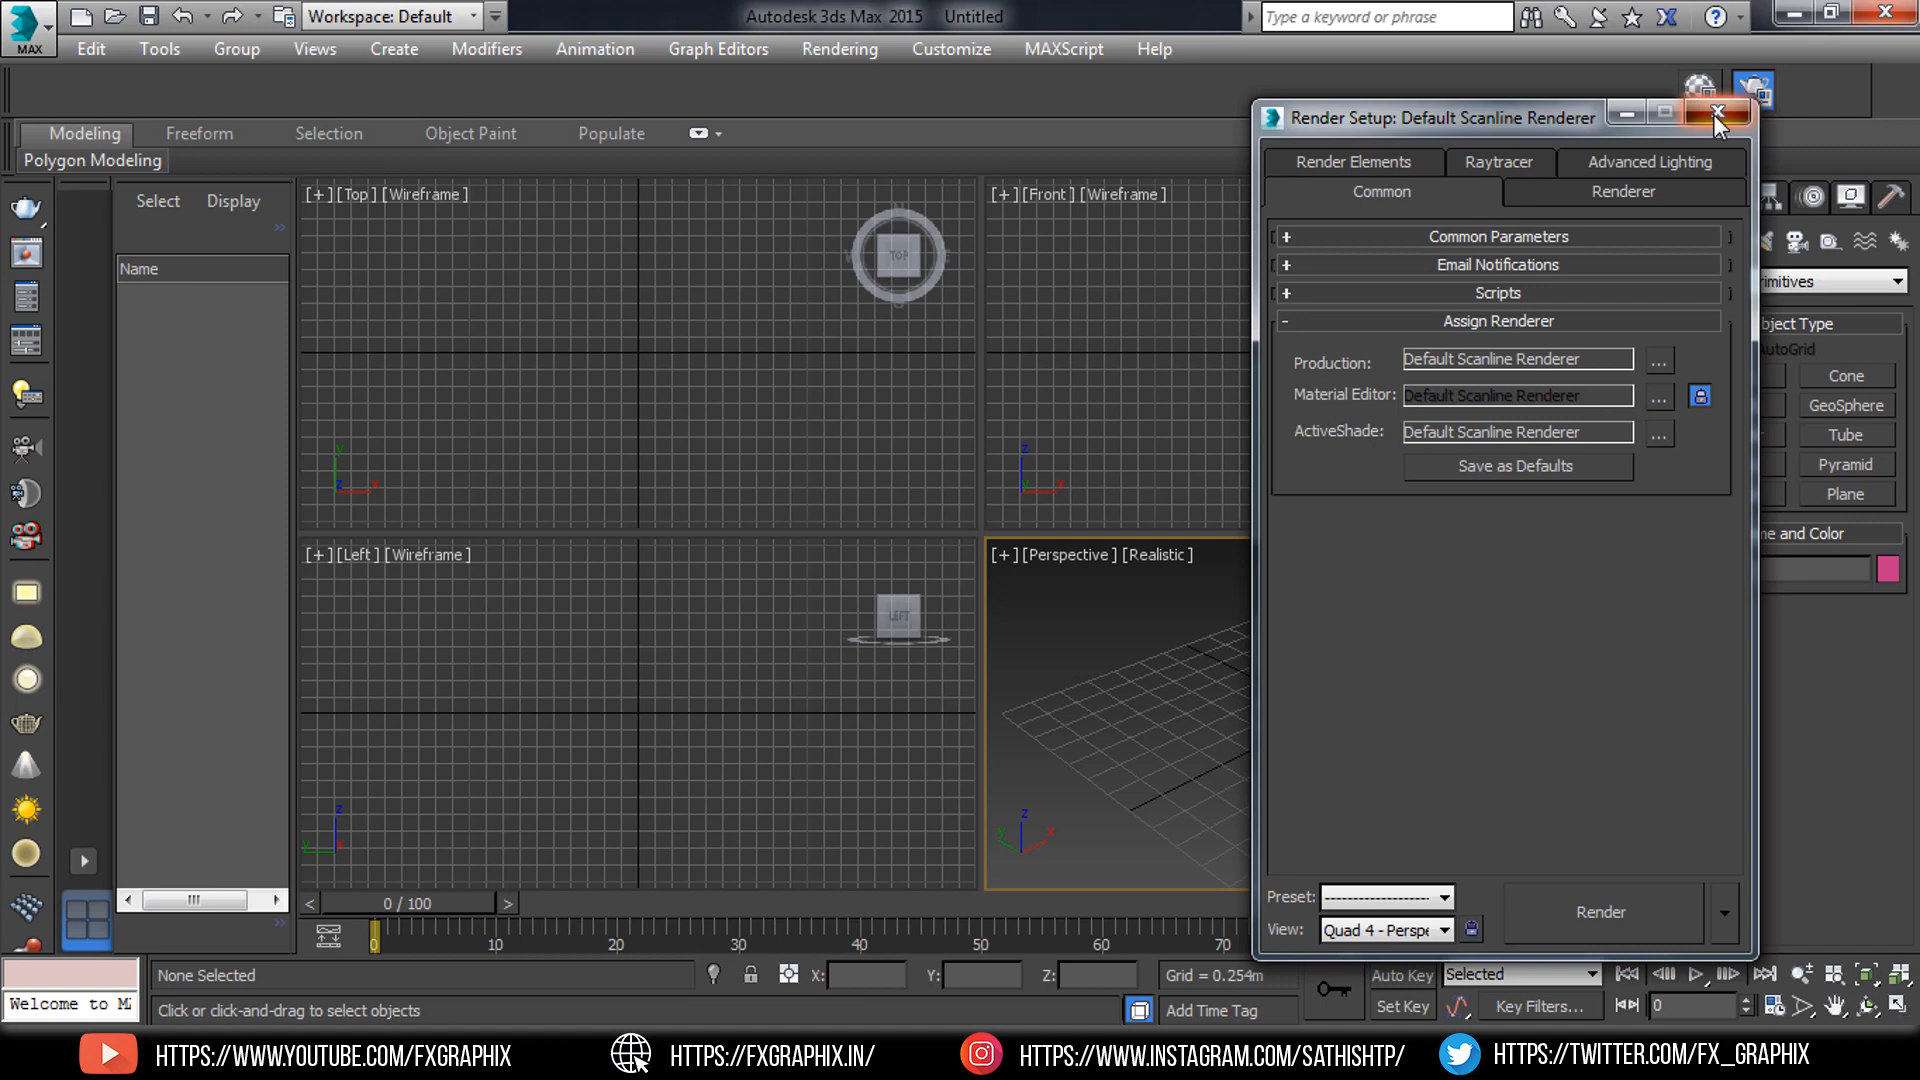 Workspace: Default
Autodesk 3ds Max 2015 Untitled
Type a keyword or phrase
MAX
Edit Tools Group Views Create Modifiers Animation Graph Editors Rendering Customize MAXScript Help
Modeling Freeform Selection Object Paint Populate
Polygon Modeling
Select Display
Name
[+] [Top] [Wireframe]
TOP
[+] [Front] [Wireframe]
[+] [Left] [Wireframe]
LEFT
[+] [Perspective] [Realistic]
Render Setup: Default Scanline Renderer
Render Elements Raytracer Advanced Lighting
Common Renderer
+ Common Parameters
+ Email Notifications
+ Scripts
- Assign Renderer
Production: Default Scanline Renderer ...
Material Editor: Default Scanline Renderer ...
ActiveShade: Default Scanline Renderer ...
Save as Defaults
Preset: --------------------
View: Quad 4 - Perspe
Render
imitives
bject Type
utoGrid
Cone
GeoSphere
Tube
Pyramid
Plane
me and Color
< 0 / 100 >
0 10 20 30 40 50 60 70
None Selected X: Y: Z: Grid = 0.254m Auto Key Selected
Welcome to M
Click or click-and-drag to select objects Add Time Tag Set Key Key Filters... 0
HTTPS://WWW.YOUTUBE.COM/FXGRAPHIX HTTPS://FXGRAPHIX.IN/ HTTPS://WWW.INSTAGRAM.COM/SATHISHTP/ HTTPS://TWITTER.COM/FX_GRAPHIX